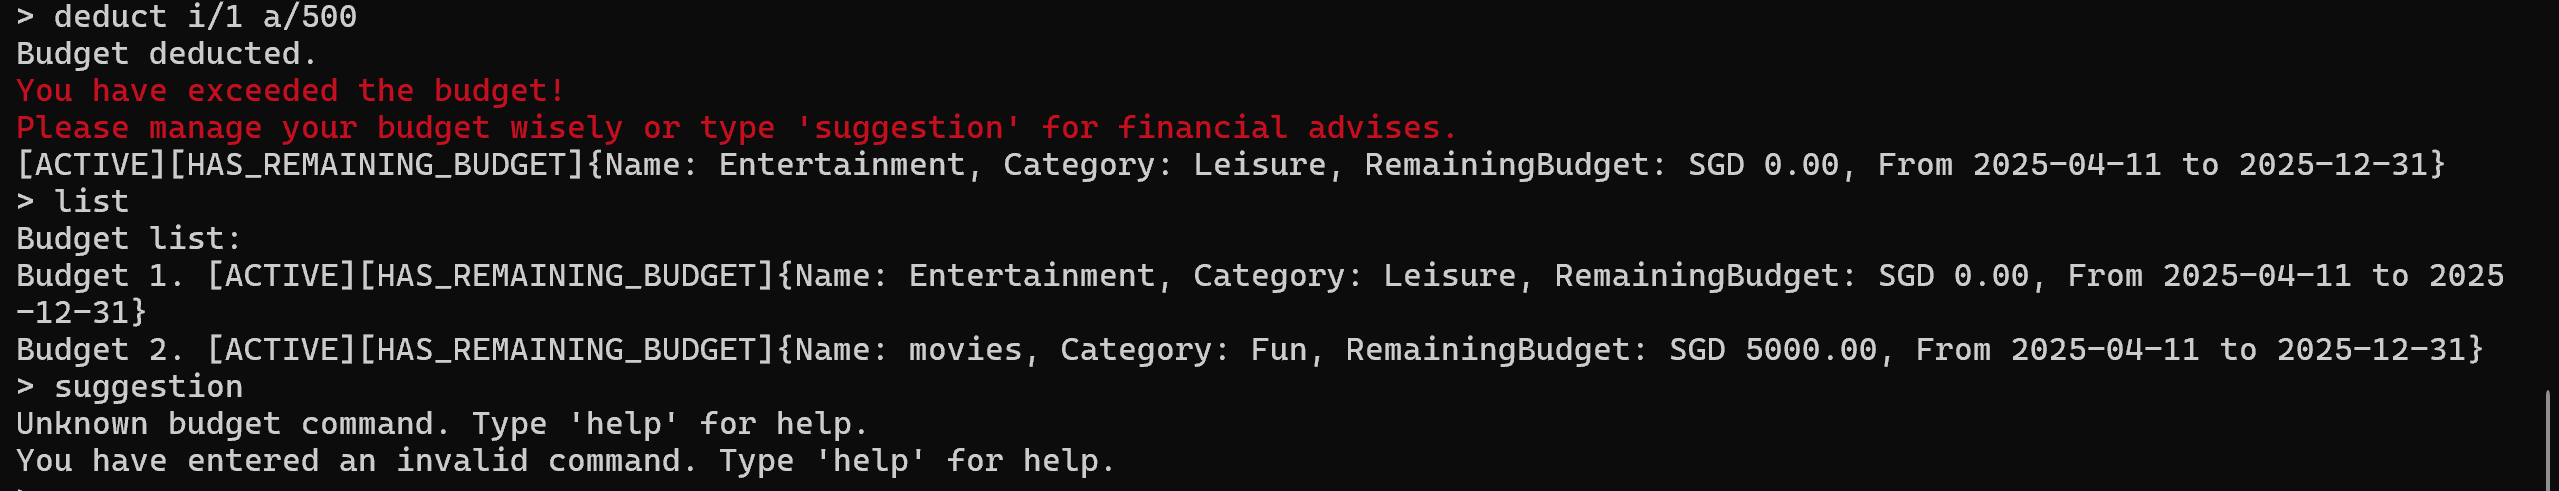 > deduct i/1 a/500
Budget deducted.
You have exceeded the budget!
Please manage your budget wisely or type 'suggestion' for financial advises.
[ACTIVE][HAS_REMAINING_BUDGET]{Name: Entertainment, Category: Leisure, RemainingBudget: SGD 0.00, From 2025-04-11 to 2025-12-31}
> list
Budget list:
Budget 1. [ACTIVE][HAS_REMAINING_BUDGET]{Name: Entertainment, Category: Leisure, RemainingBudget: SGD 0.00, From 2025-04-11 to 2025
-12-31}
Budget 2. [ACTIVE][HAS_REMAINING_BUDGET]{Name: movies, Category: Fun, RemainingBudget: SGD 5000.00, From 2025-04-11 to 2025-12-31}
> suggestion
Unknown budget command. Type 'help' for help.
You have entered an invalid command. Type 'help' for help.